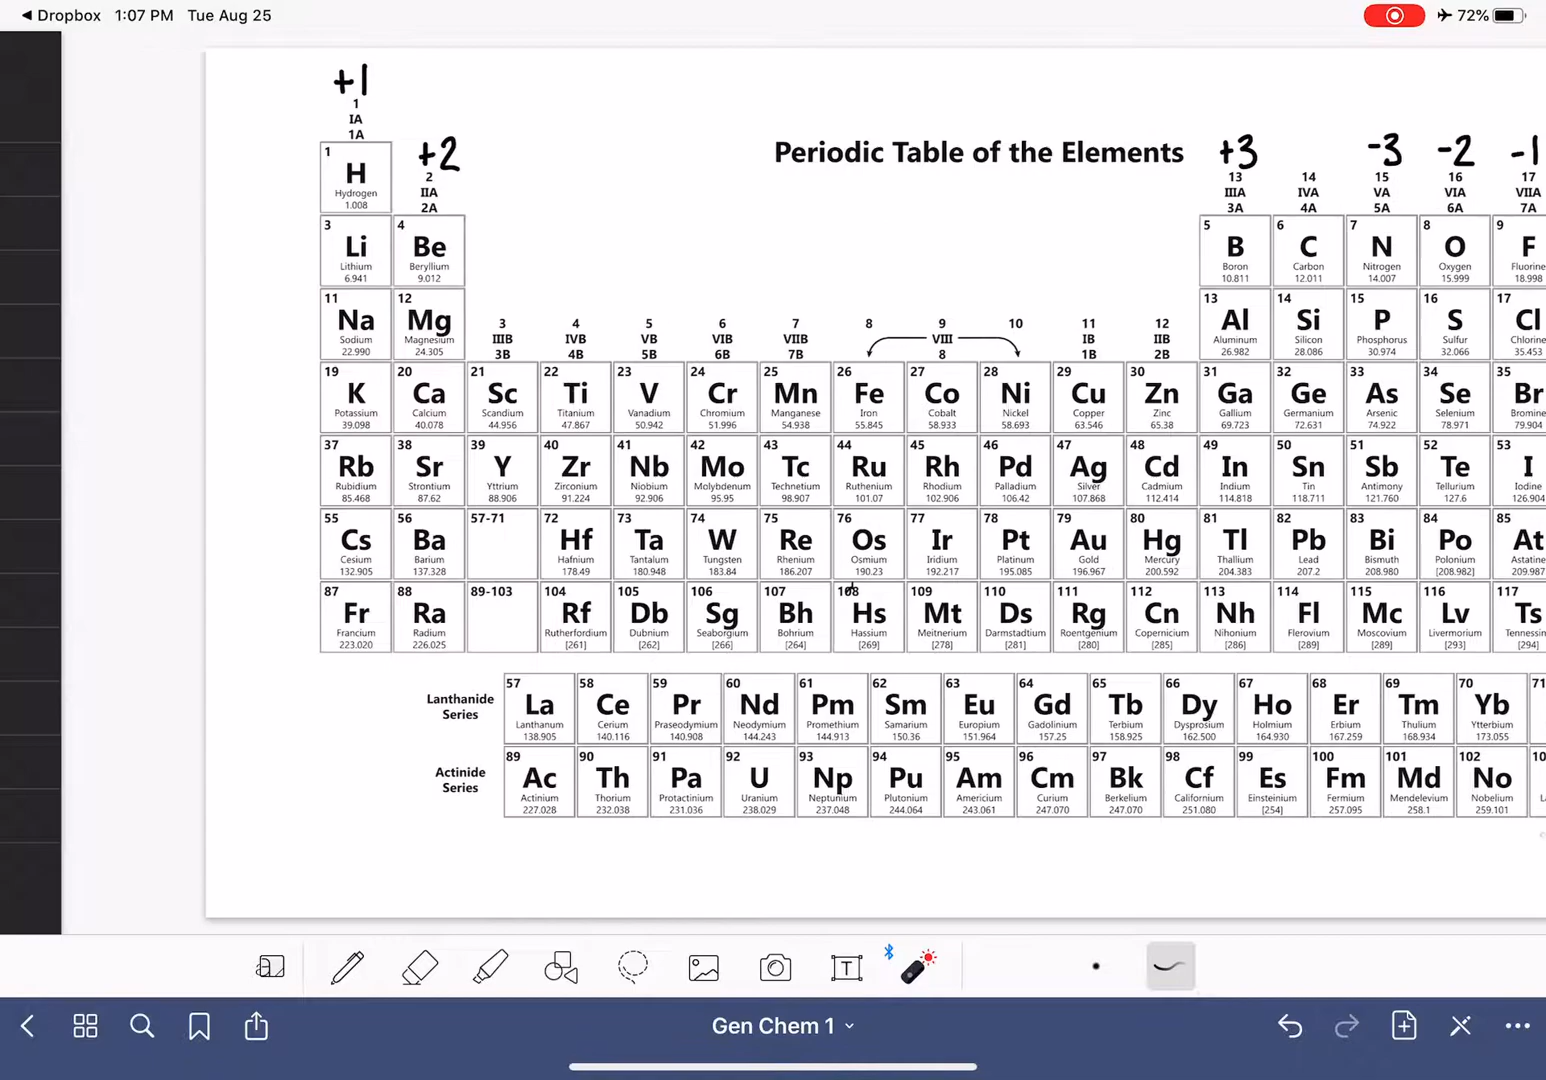 Dropbox 1:07 PM Tue Aug 25 72%
+1
1
IA
1A
+2
2
IIA
2A
Periodic Table of the Elements
+3 -3 -2 -1
13 14 15 16 17
IIIA IVA VA VIA VIIA
3A 4A 5A 6A 7A
1
H
Hydrogen
1.008
3 4 5 6 7 8 9
Li Be B C N O F
Lithium Beryllium Boron Carbon Nitrogen Oxygen Fluorine
6.941 9.012 10.811 12.011 14.007 15.999 18.998
11 12 13 14 15 16 17
Na Mg Al Si P S Cl
Sodium Magnesium Aluminum Silicon Phosphorus Sulfur Chlorine
22.990 24.305 26.982 28.086 30.974 32.066 35.453
3 4 5 6 7 8 9 10 11 12
IIIB IVB VB VIB VIIB VIII IB IIB
3B 4B 5B 6B 7B 8 1B 2B
19 20 21 22 23 24 25 26 27 28 29 30 31 32 33 34 35
K Ca Sc Ti V Cr Mn Fe Co Ni Cu Zn Ga Ge As Se Br
Potassium Calcium Scandium Titanium Vanadium Chromium Manganese Iron Cobalt Nickel Copper Zinc Gallium Germanium Arsenic Selenium Bromine
39.098 40.078 44.956 47.867 50.942 51.996 54.938 55.845 58.933 58.693 63.546 65.38 69.723 72.631 74.922 78.971 79.904
37 38 39 40 41 42 43 44 45 46 47 48 49 50 51 52 53
Rb Sr Y Zr Nb Mo Tc Ru Rh Pd Ag Cd In Sn Sb Te I
Rubidium Strontium Yttrium Zirconium Niobium Molybdenum Technetium Ruthenium Rhodium Palladium Silver Cadmium Indium Tin Antimony Tellurium Iodine
85.468 87.62 88.906 91.224 92.906 95.95 98.907 101.07 102.906 106.42 107.868 112.414 114.818 118.711 121.760 127.6 126.904
55 56 57-71 72 73 74 75 76 77 78 79 80 81 82 83 84 85
Cs Ba Hf Ta W Re Os Ir Pt Au Hg Tl Pb Bi Po At
Cesium Barium Hafnium Tantalum Tungsten Rhenium Osmium Iridium Platinum Gold Mercury Thallium Lead Bismuth Polonium Astatine
132.905 137.328 178.49 180.948 183.84 186.207 190.23 192.217 195.085 196.967 200.592 204.383 207.2 208.980 [208.982] 209.987
87 88 89-103 104 105 106 107 108 109 110 111 112 113 114 115 116 117
Fr Ra Rf Db Sg Bh Hs Mt Ds Rg Cn Nh Fl Mc Lv Ts
Francium Radium Rutherfordium Dubnium Seaborgium Bohrium Hassium Meitnerium Darmstadtium Roentgenium Copernicium Nihonium Flerovium Moscovium Livermorium Tennessin
223.020 226.025 [261] [262] [266] [264] [269] [278] [281] [280] [285] [286] [289] [289] [293] [294]
Lanthanide
Series
57 58 59 60 61 62 63 64 65 66 67 68 69 70 71
La Ce Pr Nd Pm Sm Eu Gd Tb Dy Ho Er Tm Yb
Lanthanum Cerium Praseodymium Neodymium Promethium Samarium Europium Gadolinium Terbium Dysprosium Holmium Erbium Thulium Ytterbium
138.905 140.116 140.908 144.243 144.913 150.36 151.964 157.25 158.925 162.500 164.930 167.259 168.934 173.055
Actinide
Series
89 90 91 92 93 94 95 96 97 98 99 100 101 102 10
Ac Th Pa U Np Pu Am Cm Bk Cf Es Fm Md No
Actinium Thorium Protactinium Uranium Neptunium Plutonium Americium Curium Berkelium Californium Einsteinium Fermium Mendelevium Nobelium
227.028 232.038 231.036 238.029 237.048 244.064 243.061 247.070 247.070 251.080 [254] 257.095 258.1 259.101
T
Gen Chem 1